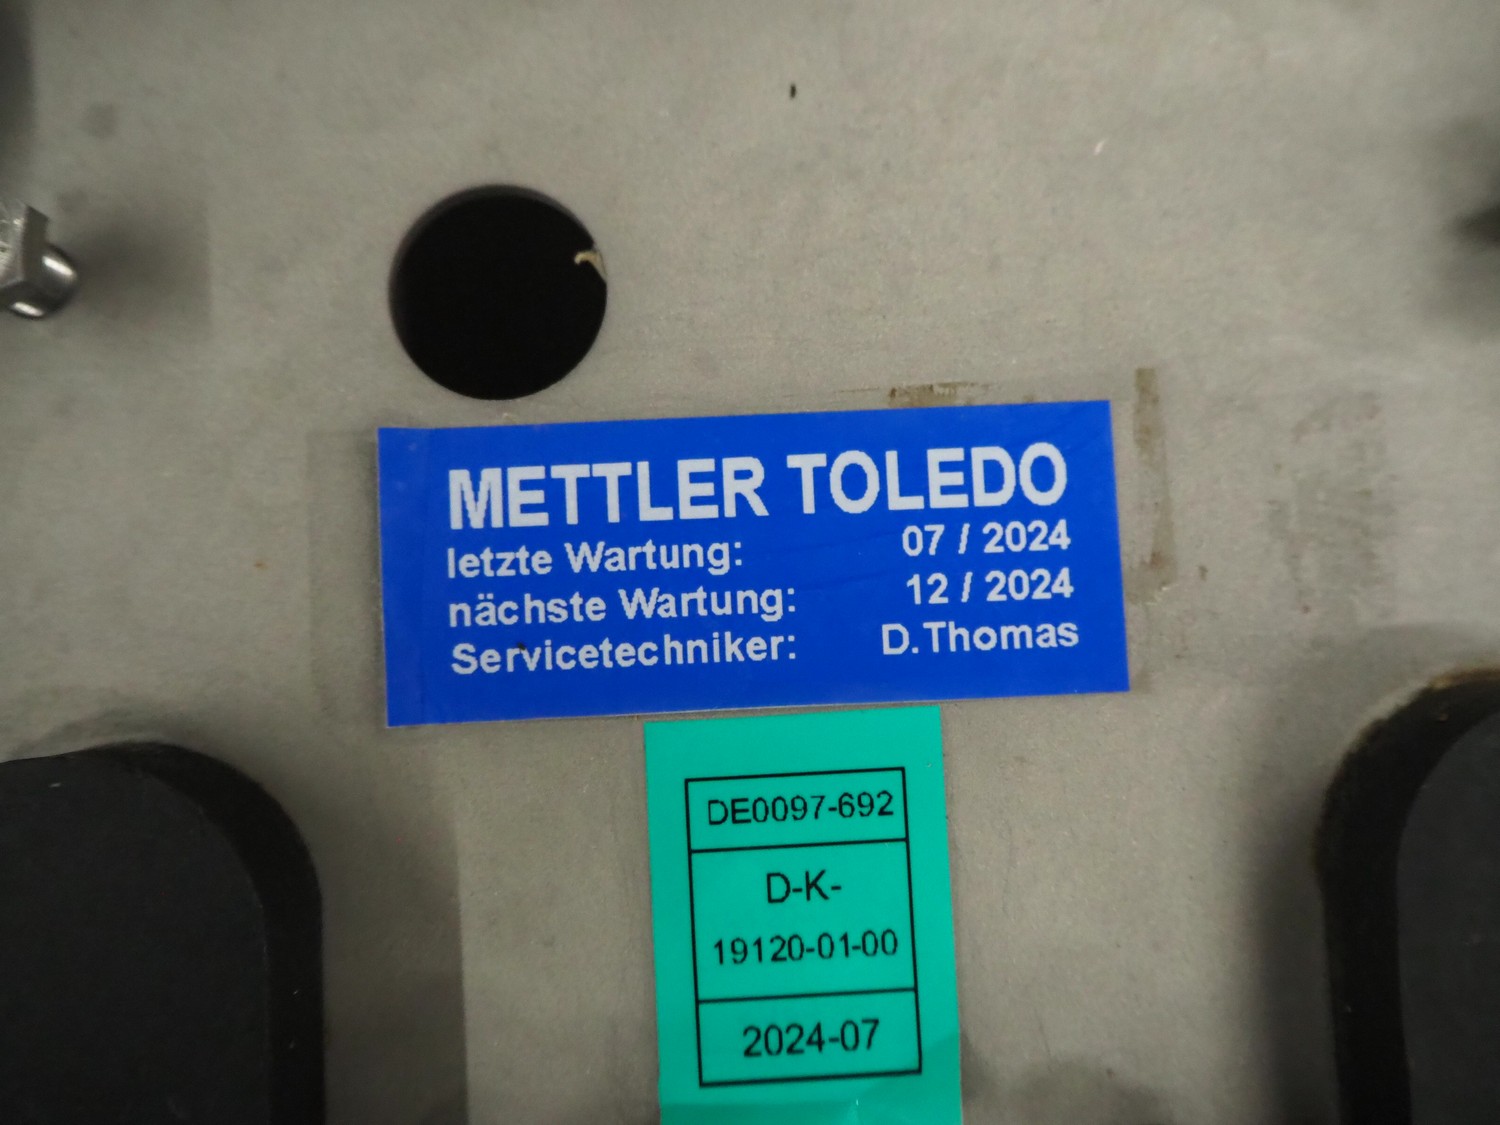 METTLER TOLEDO
letzte Wartung: 07 / 2024
nächste Wartung: 12 / 2024
Servicetechniker: D.Thomas
DE0097-692
D-K-
19120-01-00
2024-07